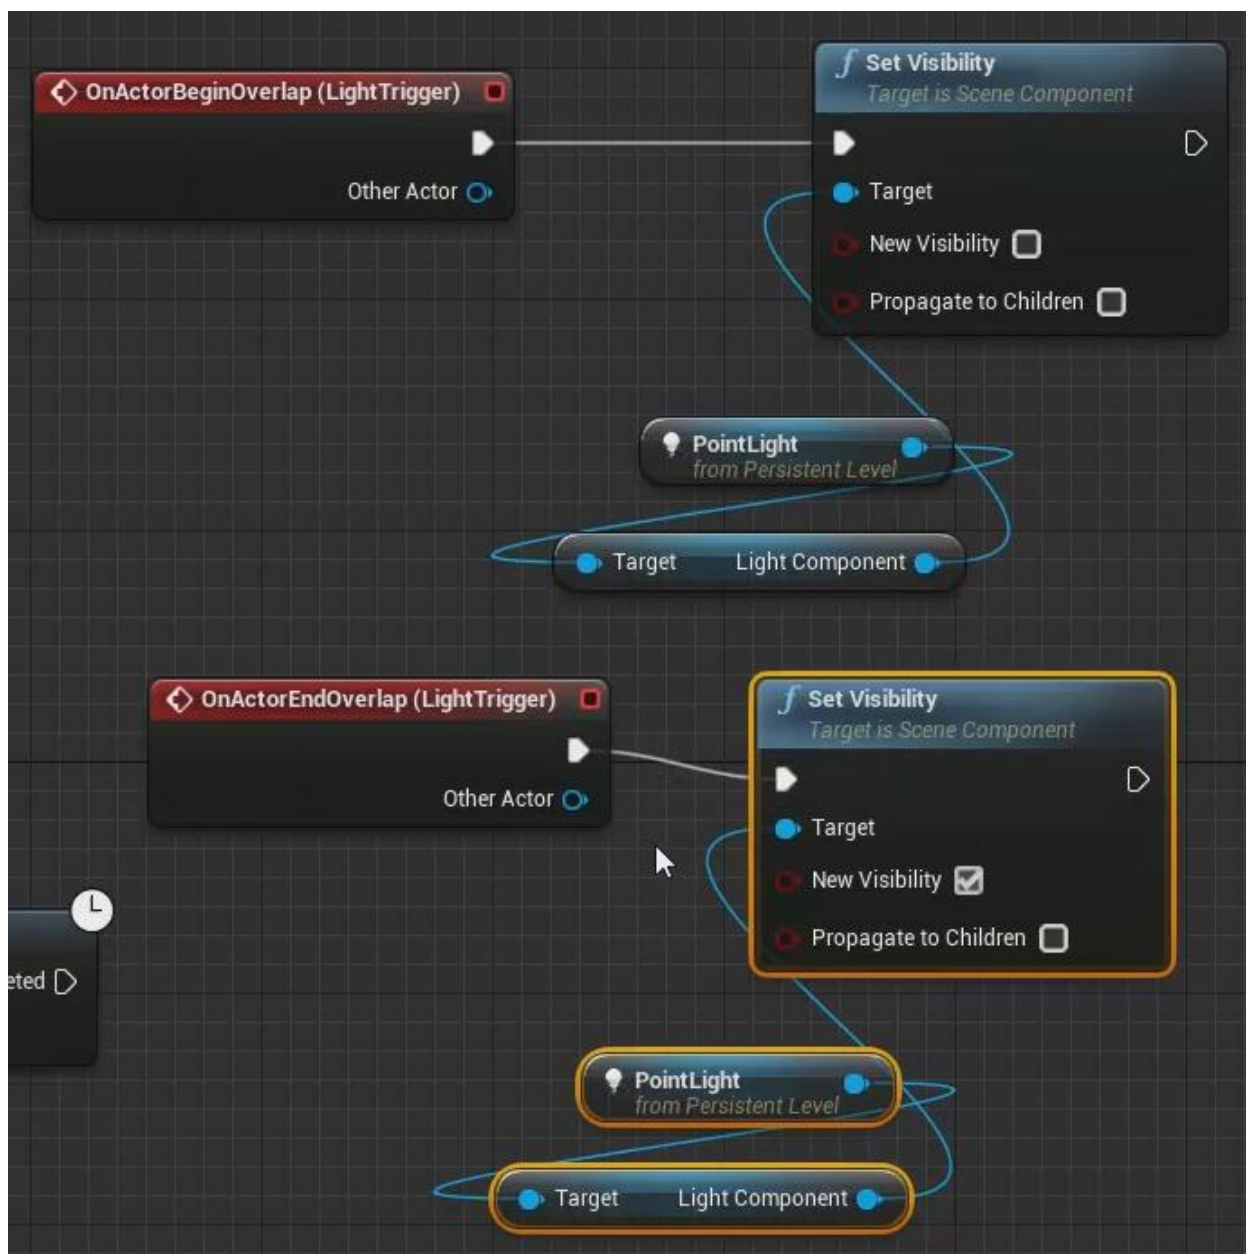 OnActorBeginOverlap (LightTrigger)
Other Actor
Set Visibility
Target is Scene Component
Target
New Visibility
Propagate to Children
PointLight
from Persistent Level
Target Light Component
OnActorEndOverlap (LightTrigger)
Other Actor
Set Visibility
Target is Scene Component
Target
New Visibility
Propagate to Children
eted
PointLight
from Persistent Level
Target Light Component